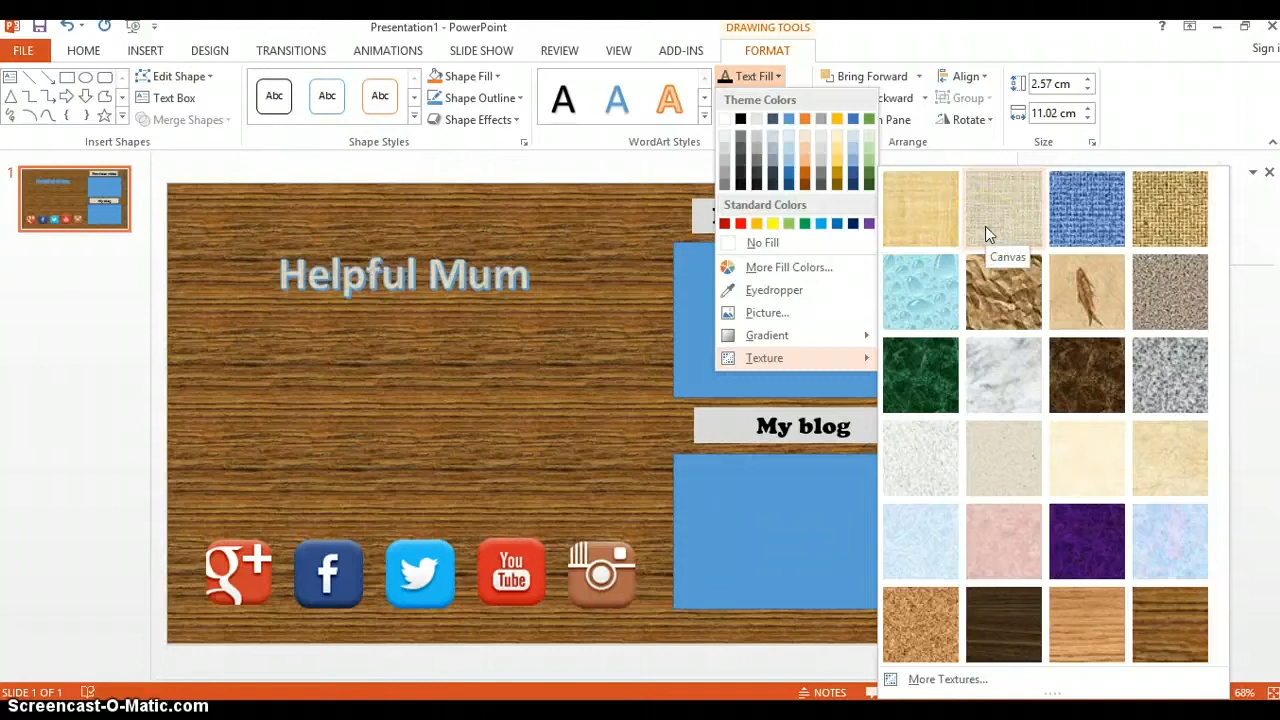 Presentation1 - PowerPoint
DRAWING TOOLS
?
FILE HOME INSERT DESIGN TRANSITIONS ANIMATIONS SLIDE SHOW REVIEW VIEW ADD-INS FORMAT Sign i
Edit Shape Shape Fill Text Fill Bring Forward Align 2.57 cm
Text Box Abc Abc Abc Shape Outline A A A ckward Group
Merge Shapes Shape Effects n Pane Rotate 11.02 cm
Insert Shapes Shape Styles WordArt Styles Arrange Size
Theme Colors
Standard Colors
No Fill
More Fill Colors...
Eyedropper
Picture...
Gradient
Texture
Canvas
More Textures...
1
Helpful Mum
My blog
g+ f You
Tube
SLIDE 1 OF 1 NOTES 68%
Screencast-O-Matic.com